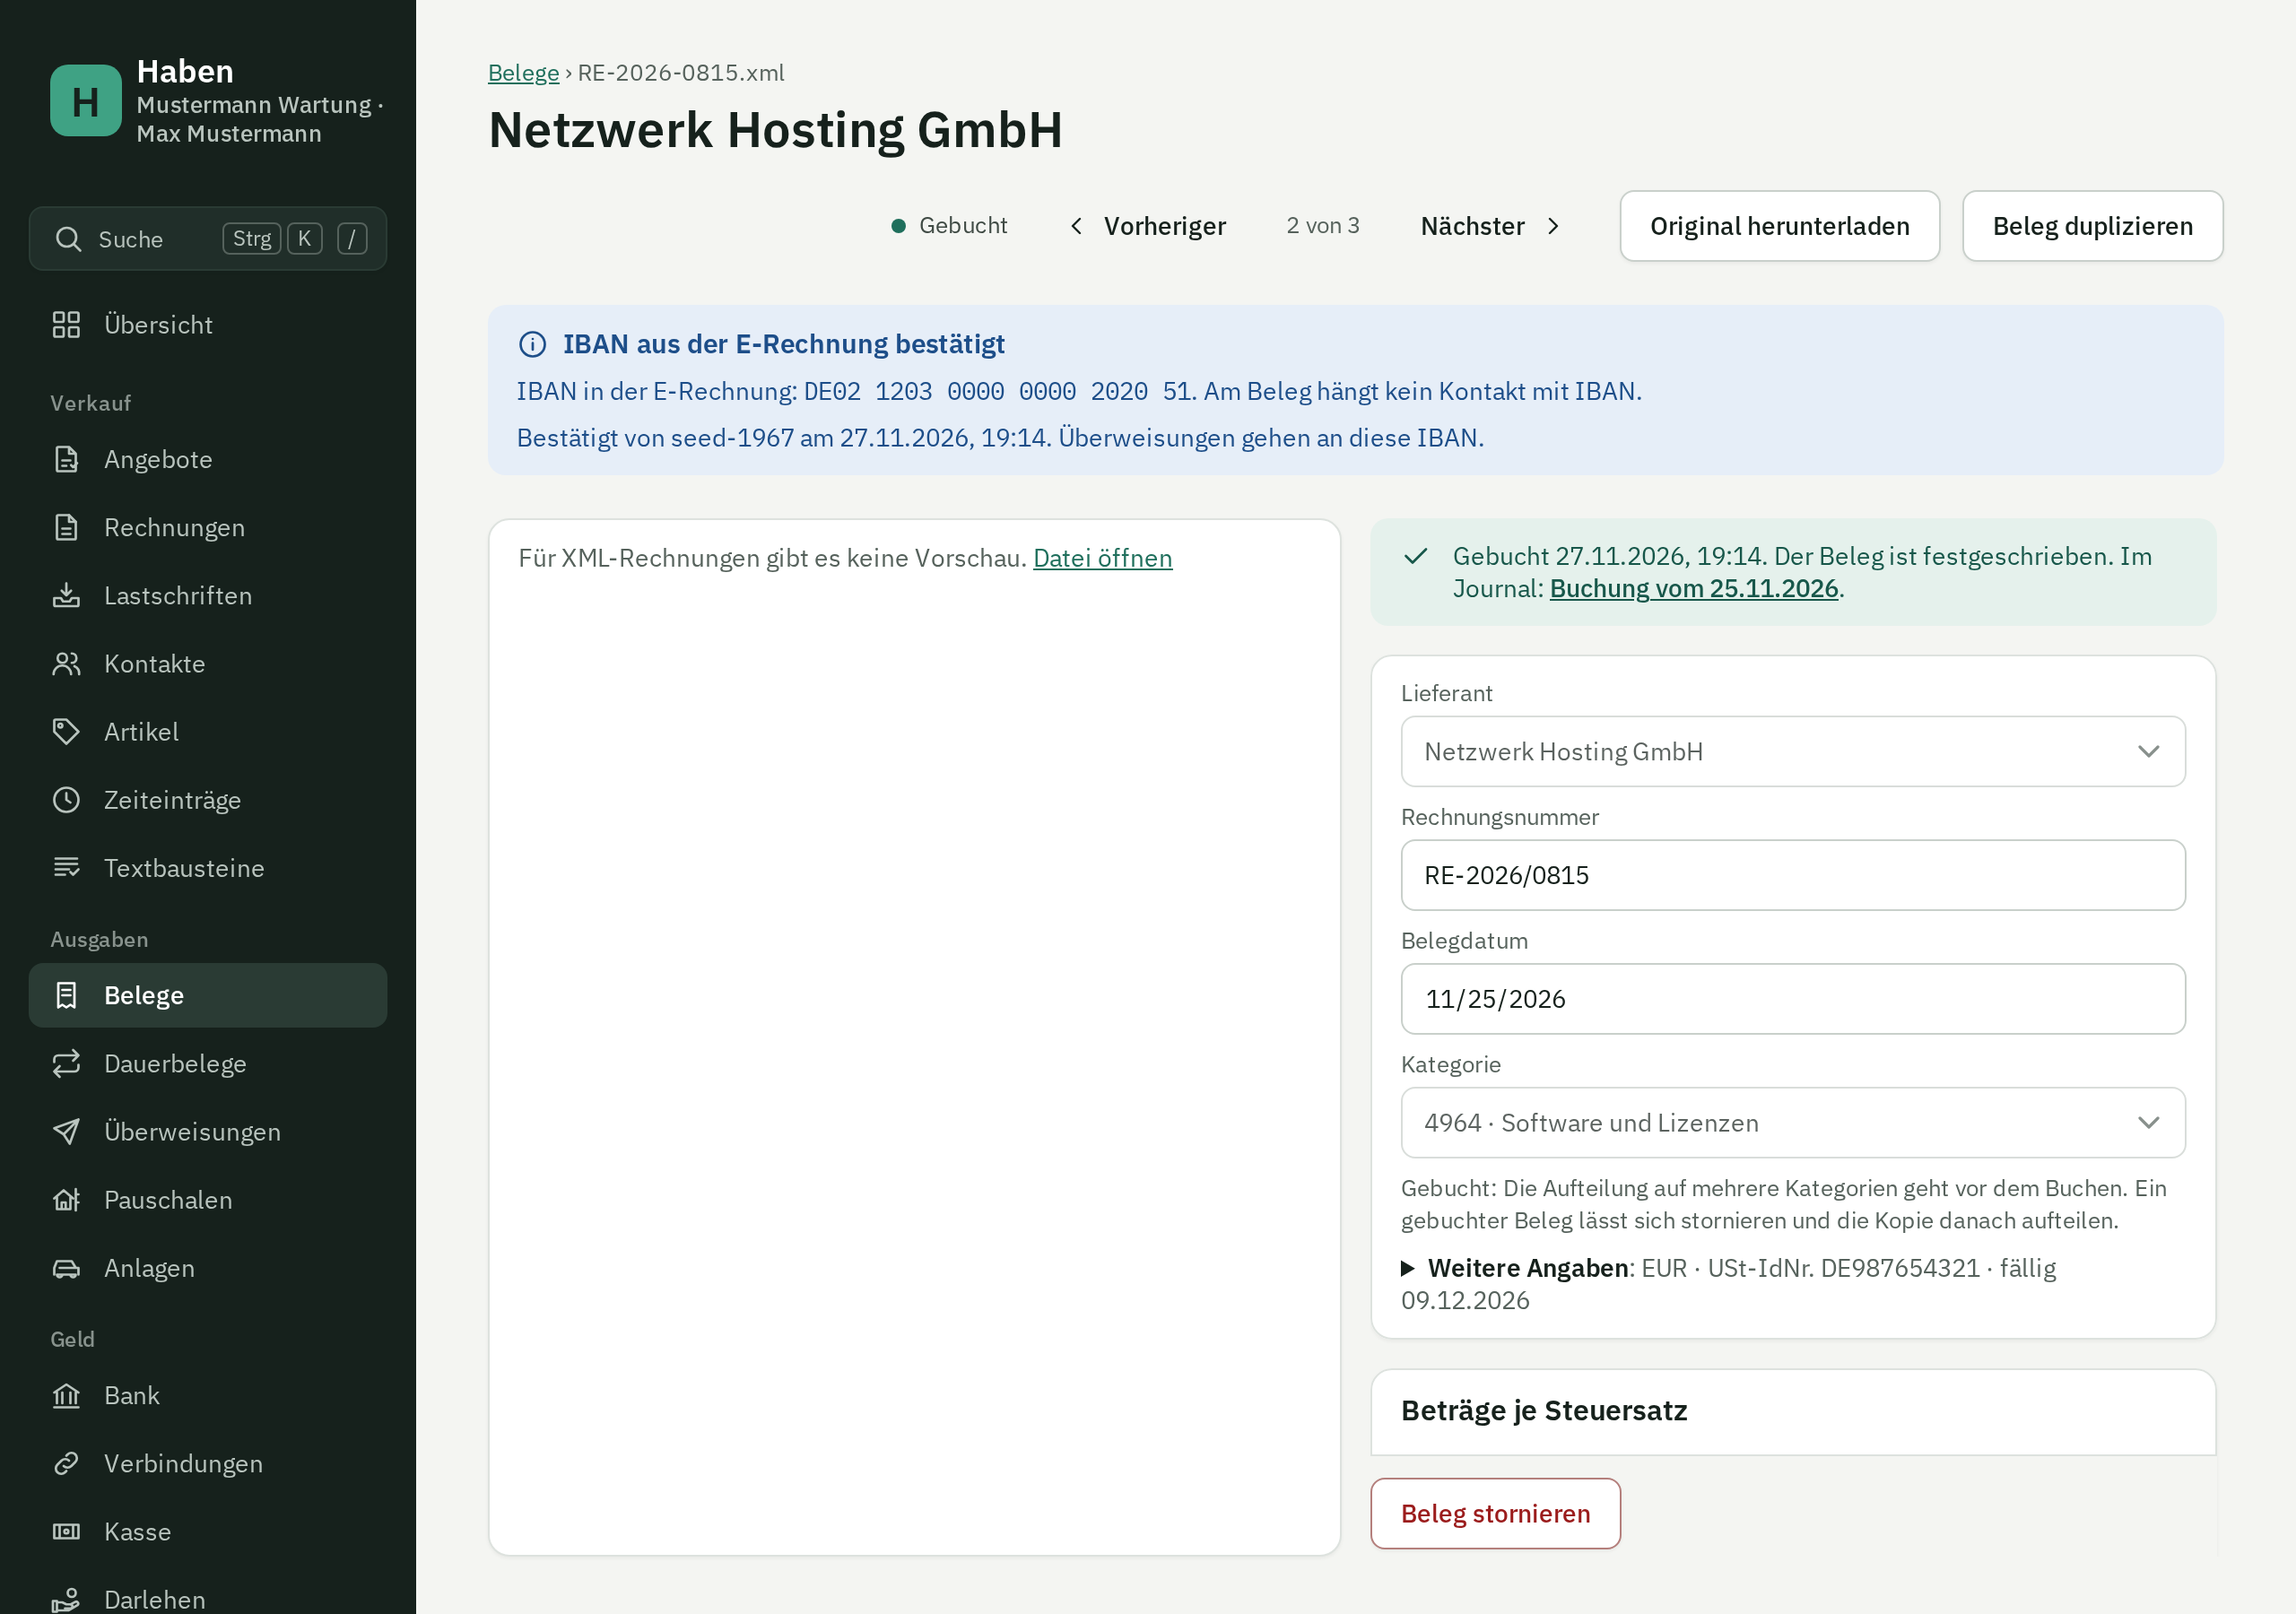 H
Haben
Mustermann Wartung ·
Max Mustermann
Suche Strg K /
Übersicht
Verkauf
Angebote
Rechnungen
Lastschriften
Kontakte
Artikel
Zeiteinträge
Textbausteine
Ausgaben
Belege
Dauerbelege
Überweisungen
Pauschalen
Anlagen
Geld
Bank
Verbindungen
Kasse
Darlehen
Belege › RE-2026-0815.xml
Netzwerk Hosting GmbH
Gebucht Vorheriger 2 von 3 Nächster Original herunterladen Beleg duplizieren
IBAN aus der E-Rechnung bestätigt
IBAN in der E-Rechnung: DE02 1203 0000 0000 2020 51. Am Beleg hängt kein Kontakt mit IBAN.
Bestätigt von seed-1967 am 27.11.2026, 19:14. Überweisungen gehen an diese IBAN.
Für XML-Rechnungen gibt es keine Vorschau. Datei öffnen
Gebucht 27.11.2026, 19:14. Der Beleg ist festgeschrieben. Im
Journal: Buchung vom 25.11.2026.
Lieferant
Netzwerk Hosting GmbH
Rechnungsnummer
RE-2026/0815
Belegdatum
11/25/2026
Kategorie
4964 · Software und Lizenzen
Gebucht: Die Aufteilung auf mehrere Kategorien geht vor dem Buchen. Ein
gebuchter Beleg lässt sich stornieren und die Kopie danach aufteilen.
Weitere Angaben: EUR · USt-IdNr. DE987654321 · fällig
09.12.2026
Beträge je Steuersatz
Beleg stornieren